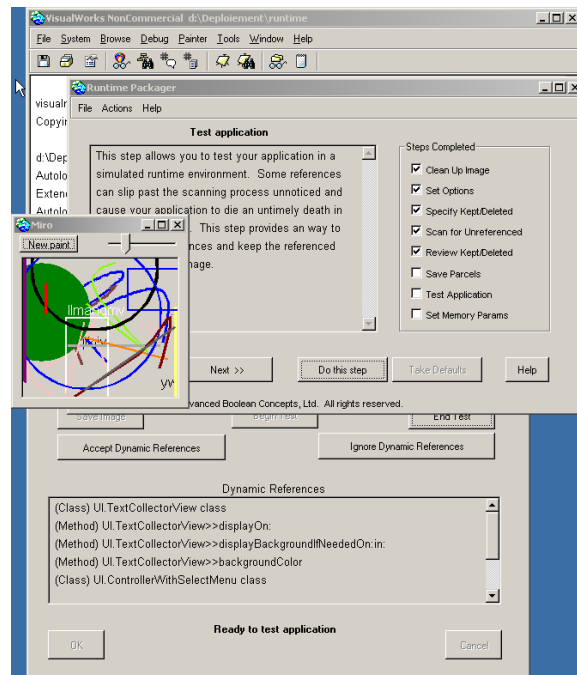 VisualWorks NonCommercial d:\Deploiement\runtime
File System Browse Debug Painter Tools Window Help
visualr
Copyir
d:\Dep
Autolo
Exten
Autolo
Runtime Packager
File Actions Help
Test application
This step allows you to test your application in a
simulated runtime environment. Some references
can slip past the scanning process unnoticed and
cause your application to die an untimely death in
. This step provides an way to
nces and keep the referenced
mage.
Steps Completed
Clean Up Image
Set Options
Specify Kept/Deleted
Scan for Unreferenced
Review Kept/Deleted
Save Parcels
Test Application
Set Memory Params
Next >>
Do this step
Take Defaults
Help
vanced Boolean Concepts, Ltd. All rights reserved.
Miro
New paint
yw
Save Image
Begin Test
End Test
Accept Dynamic References
Ignore Dynamic References
Dynamic References
(Class) UI.TextCollectorView class
(Method) UI.TextCollectorView>>displayOn:
(Method) UI.TextCollectorView>>displayBackgroundIfNeededOn:in:
(Method) UI.TextCollectorView>>backgroundColor
(Class) UI.ControllerWithSelectMenu class
Ready to test application
OK
Cancel